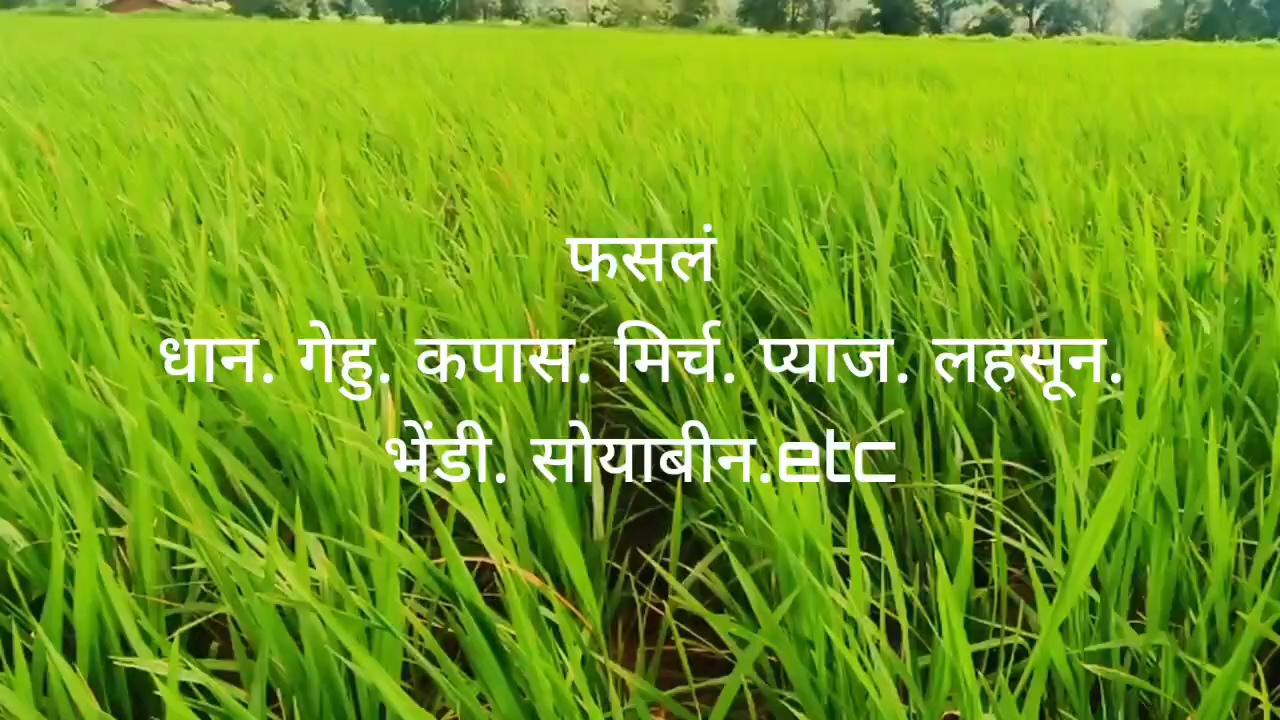 फसलं
धान. गेहु. कपास. मिर्च. प्याज. लहसून.
भेंडी. सोयाबीन.etc